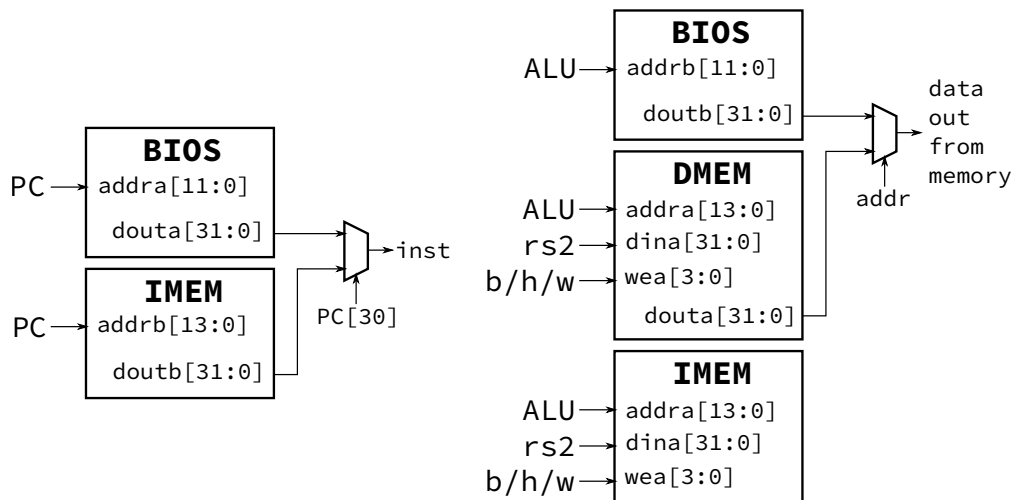 BIOS
PC
addra[11:0]
douta[31:0]
inst
IMEM
PC
addrb[13:0]
PC[30]
doutb[31:0]
BIOS
ALU
addrb[11:0]
doutb[31:0]
data
out
from
memory
DMEM
addr
ALU
addra[13:0]
rs2
dina[31:0]
b/h/w
wea[3:0]
douta[31:0]
IMEM
ALU
addra[13:0]
rs2
dina[31:0]
b/h/w
wea[3:0]